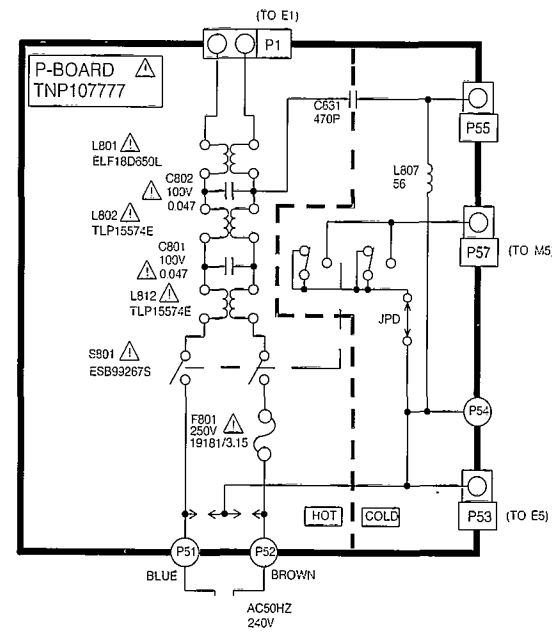 (TO E1)
P1
P-BOARD
TNP107777
L801
ELF18D650L
C631
470P
P55
C802
100V
0.047
L807
56
L802
TLP15574E
P57
(TO M5)
C801
100V
0.047
L812
TLP15574E
JPD
S801
ESB99267S
F801
250V
19181/3.15
P54
HOT
COLD
P53
(TO E5)
P51
P52
BLUE
BROWN
AC50HZ
240V